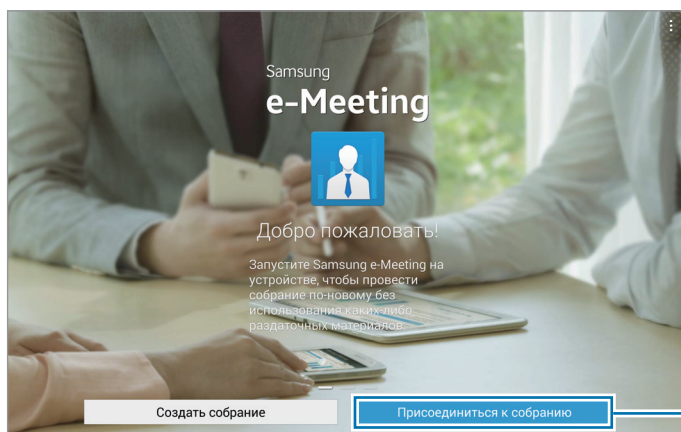 Samsung
e-Meeting
Добро пожаловать!
Запустите Samsung e-Meeting на
устройстве, чтобы провести
собрание по-новому без
использования каких-либо
раздаточных материалов.
Создать собрание
Присоединиться к собранию